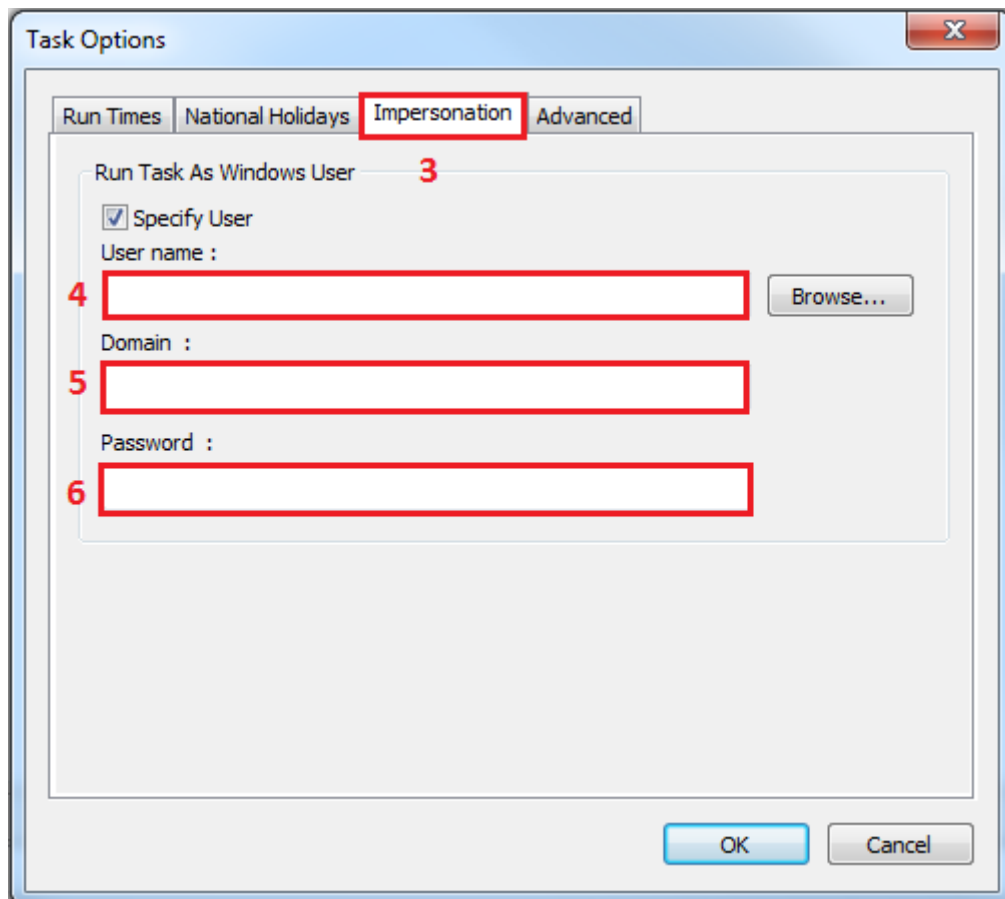 Task Options
Run Times National Holidays Impersonation Advanced
Run Task As Windows User 3
Specify User
User name :
4 Browse...
Domain :
5
Password :
6
OK Cancel